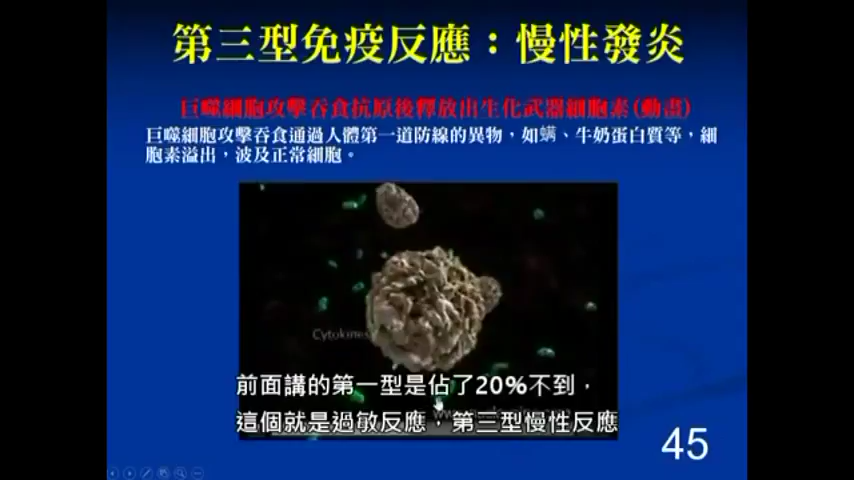 第三型免疫反應：慢性發炎
巨噬細胞攻擊吞食抗原後釋放出生化武器細胞素(動畫)
巨噬細胞攻擊吞食通過人體第一道防線的異物，如螨、牛奶蛋白質等，細
胞素溢出，波及正常細胞。
Cytokines
前面講的第一型是佔了20%不到，
這個就是過敏反應，第三型慢性反應
45